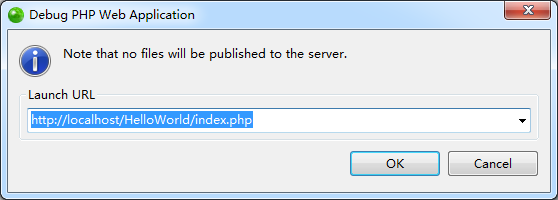 Debug PHP Web Application
Note that no files will be published to the server.
Launch URL
http://localhost/HelloWorld/index.php
OK
Cancel